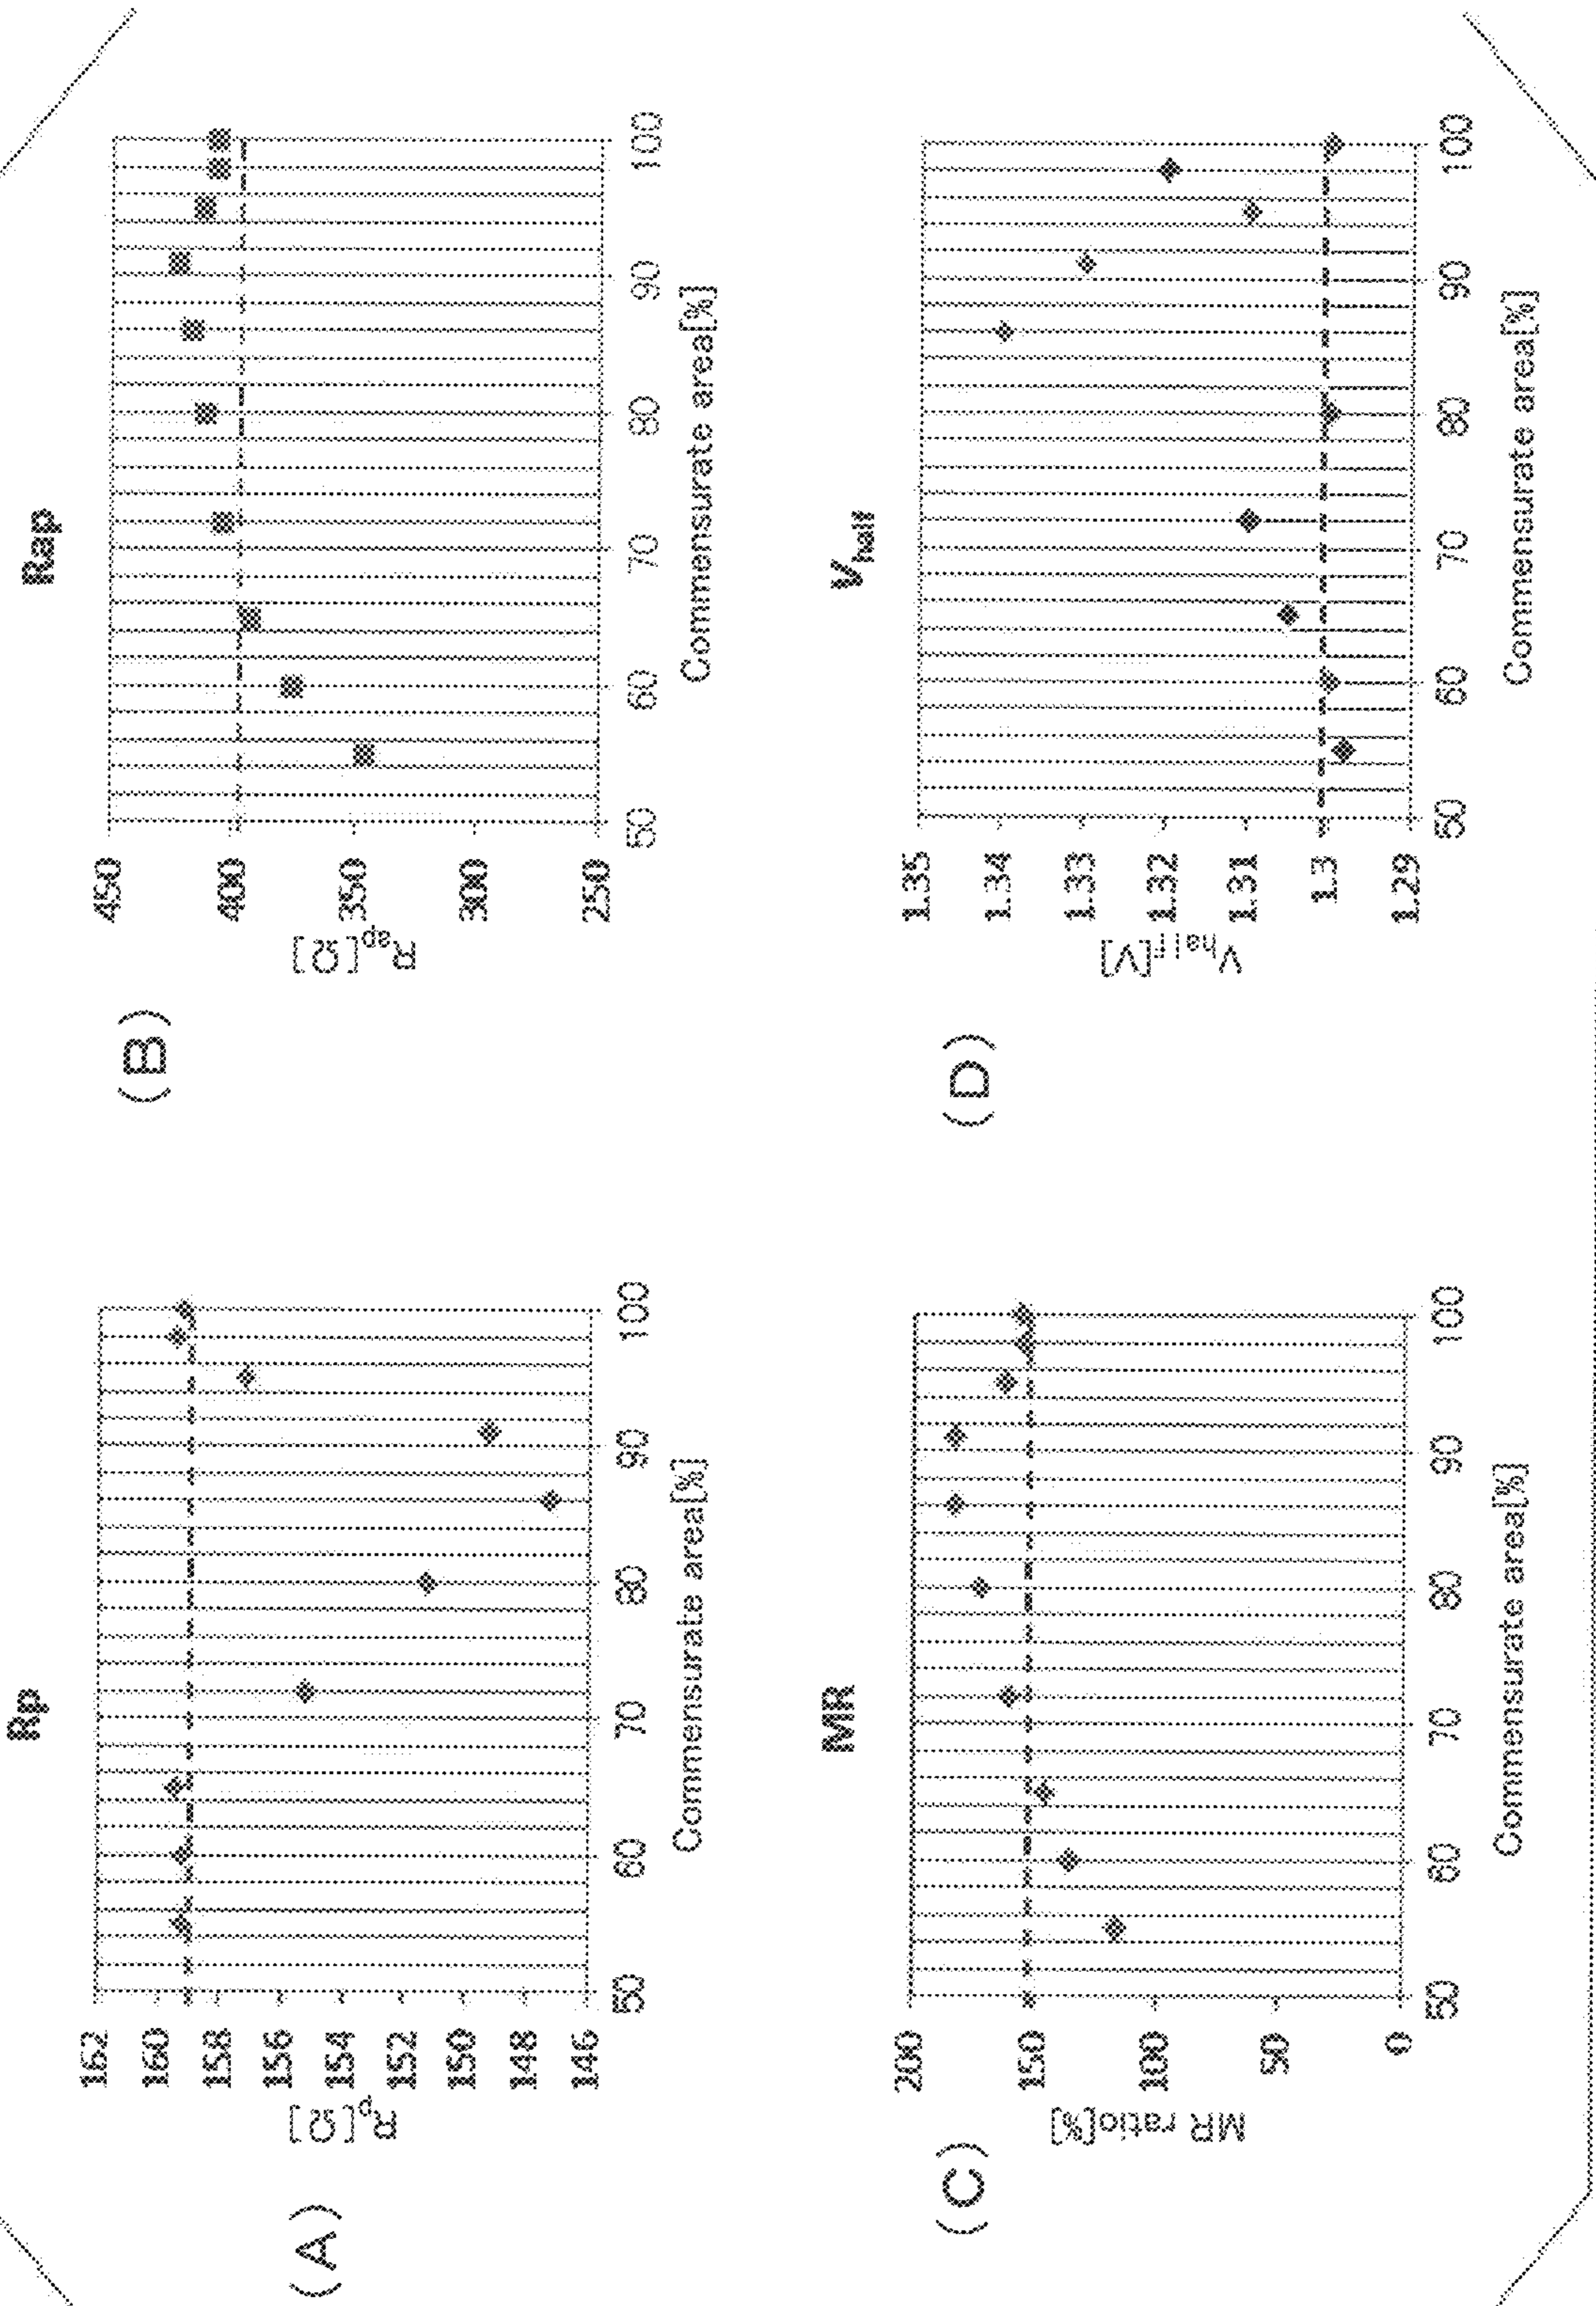 (A)
Rp
Rp[Ω]
162
160
158
156
154
152
150
148
146
50 60 70 80 90 100
Commensurate area[%]
(B)
Rap
Rap[Ω]
450
400
350
300
250
50 60 70 80 90 100
Commensurate area[%]
(C)
MR
MR ratio[%]
200
150
100
50
0
50 60 70 80 90 100
Commensurate area[%]
(D)
Vhalf
Vhalf[V]
1.35
1.34
1.33
1.32
1.31
1.3
1.29
50 60 70 80 90 100
Commensurate area[%]